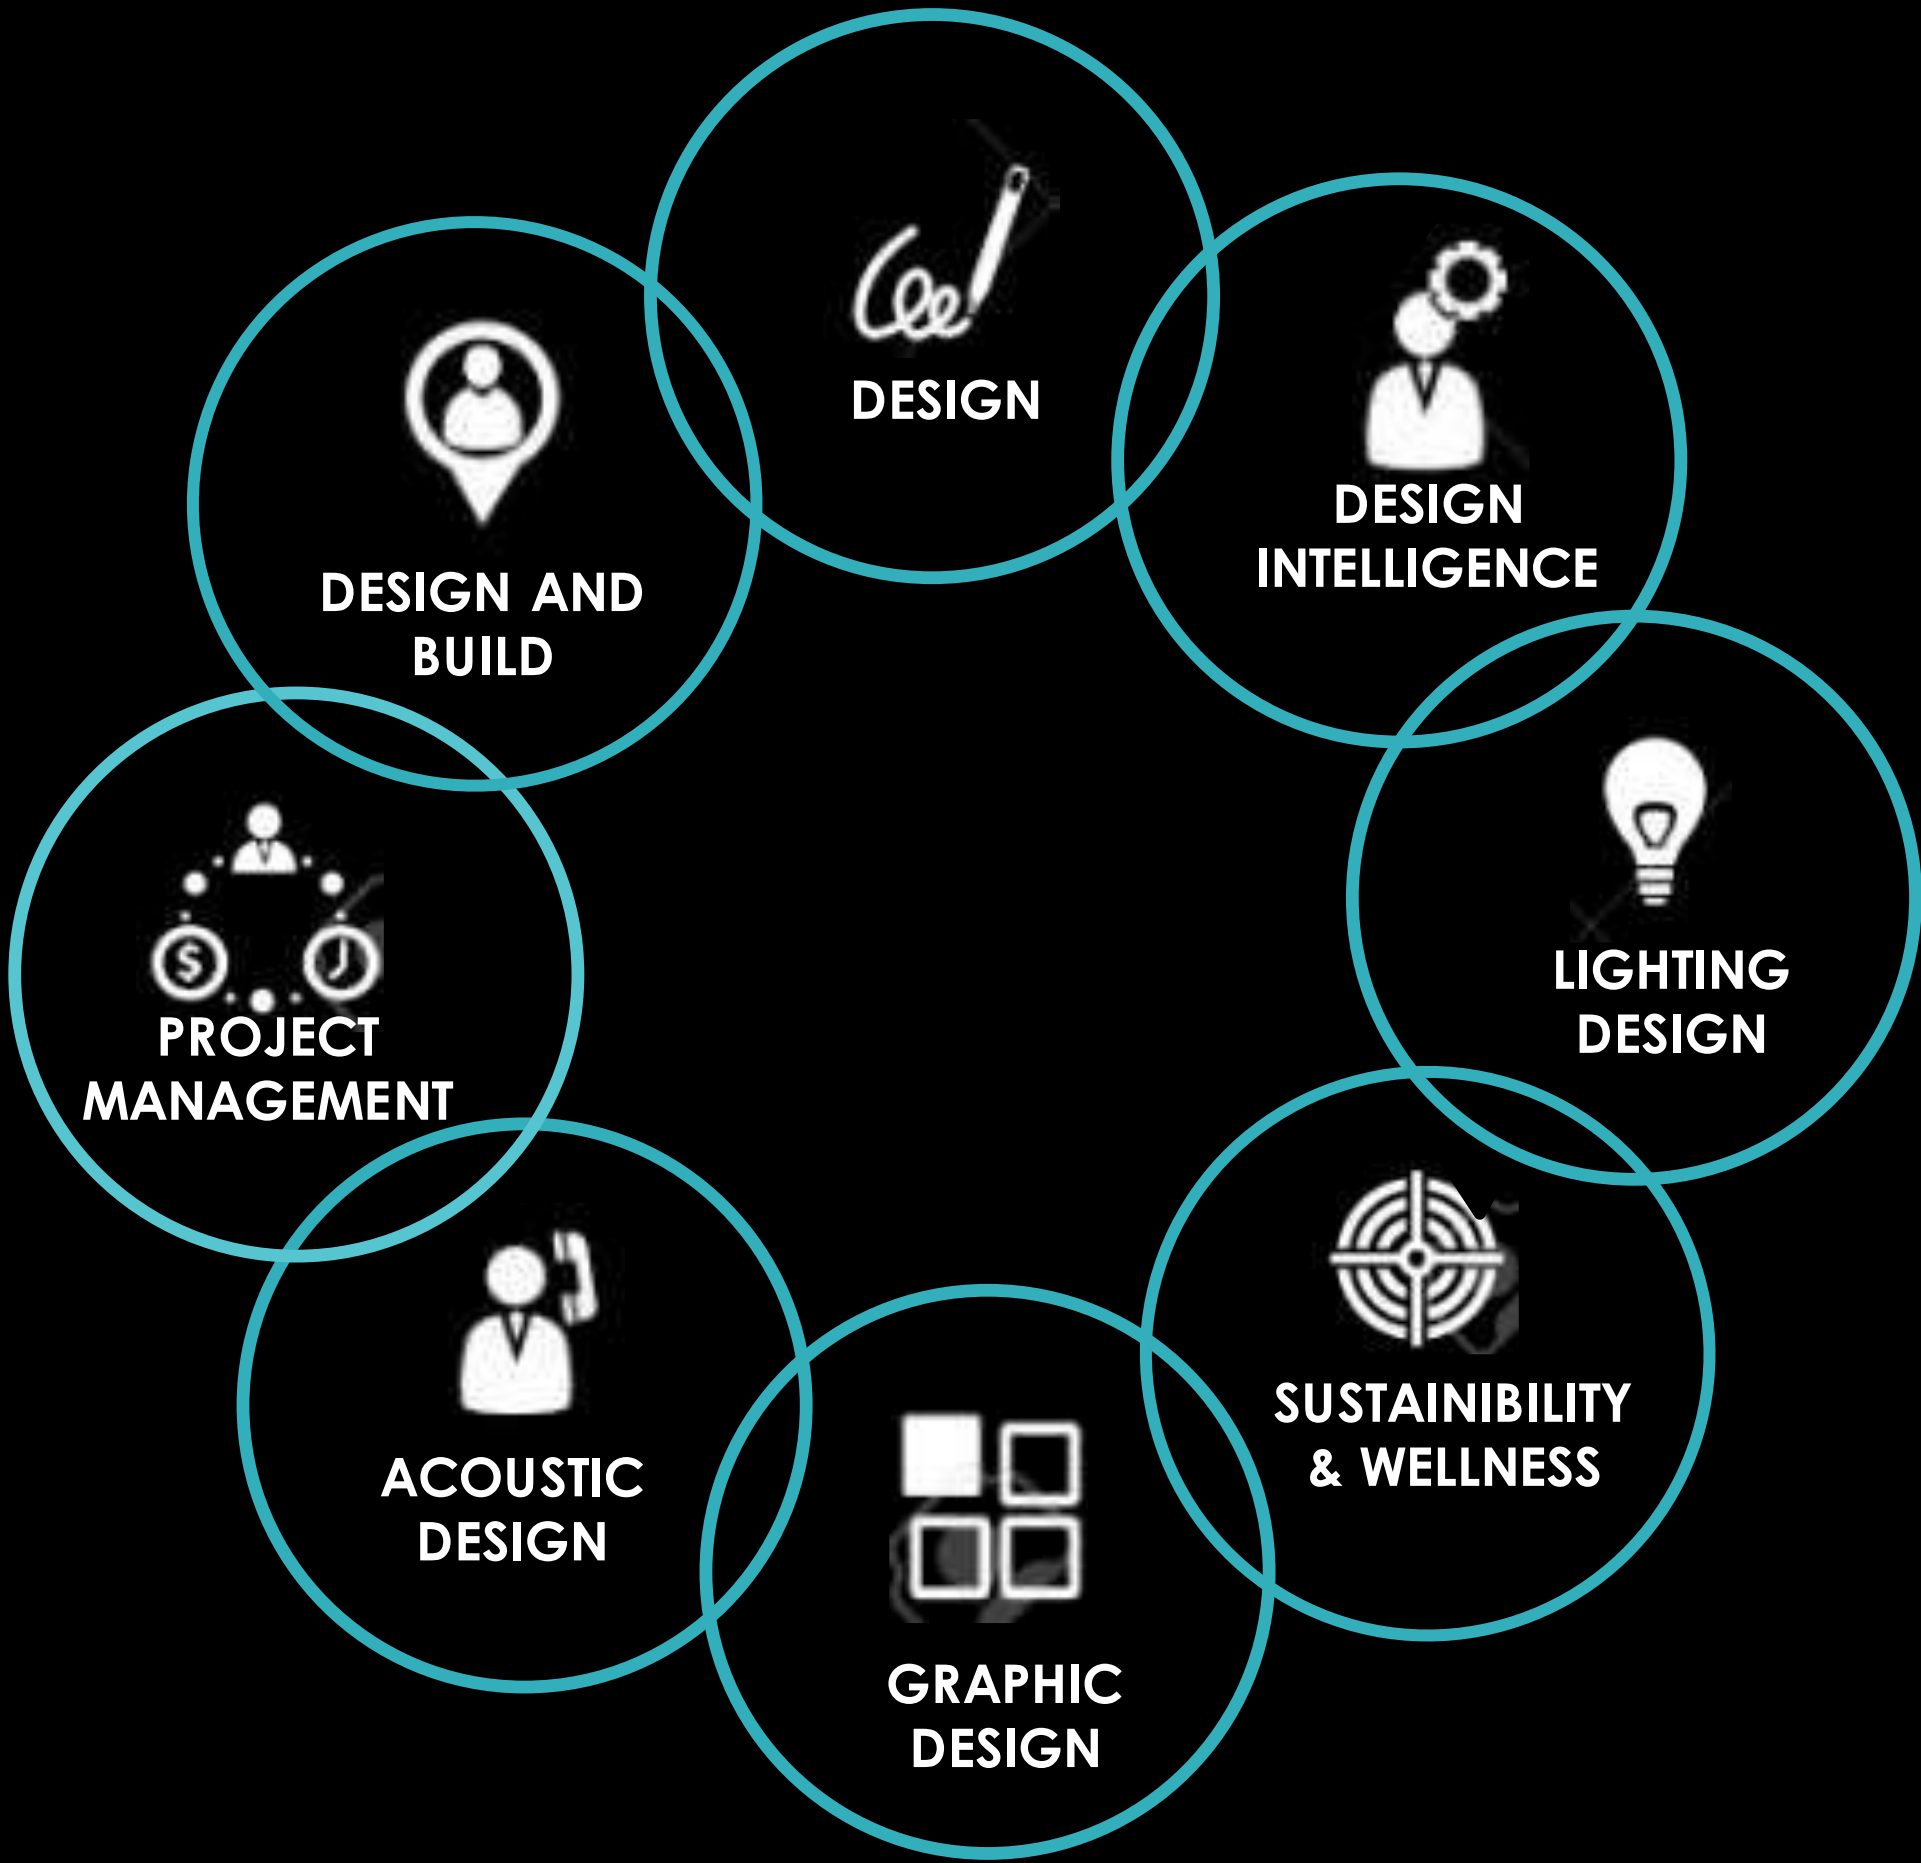 DESIGN
DESIGN
INTELLIGENCE
LIGHTING
DESIGN
SUSTAINIBILITY
& WELLNESS
GRAPHIC
DESIGN
ACOUSTIC
DESIGN
PROJECT
MANAGEMENT
$
DESIGN AND
BUILD